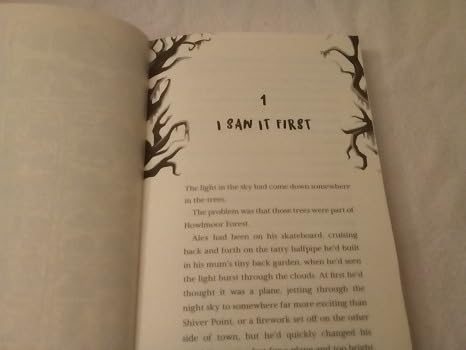 1
I SAW IT FIRST
The light in the sky had come down somewhere
in the trees.
The problem was that those trees were part of
Howlmour Forest.
Alex had been on his skateboard, cruising
back and forth on the tatty halfpipe he'd built
in his mum's tiny back garden, when he'd seen
the light burst through the clouds. At first he'd
thought it was a plane, jetting through the
night sky to somewhere far more exciting than
Shiver Point, or a firework set off on the other
side of town, but he'd quickly changed his
too bright